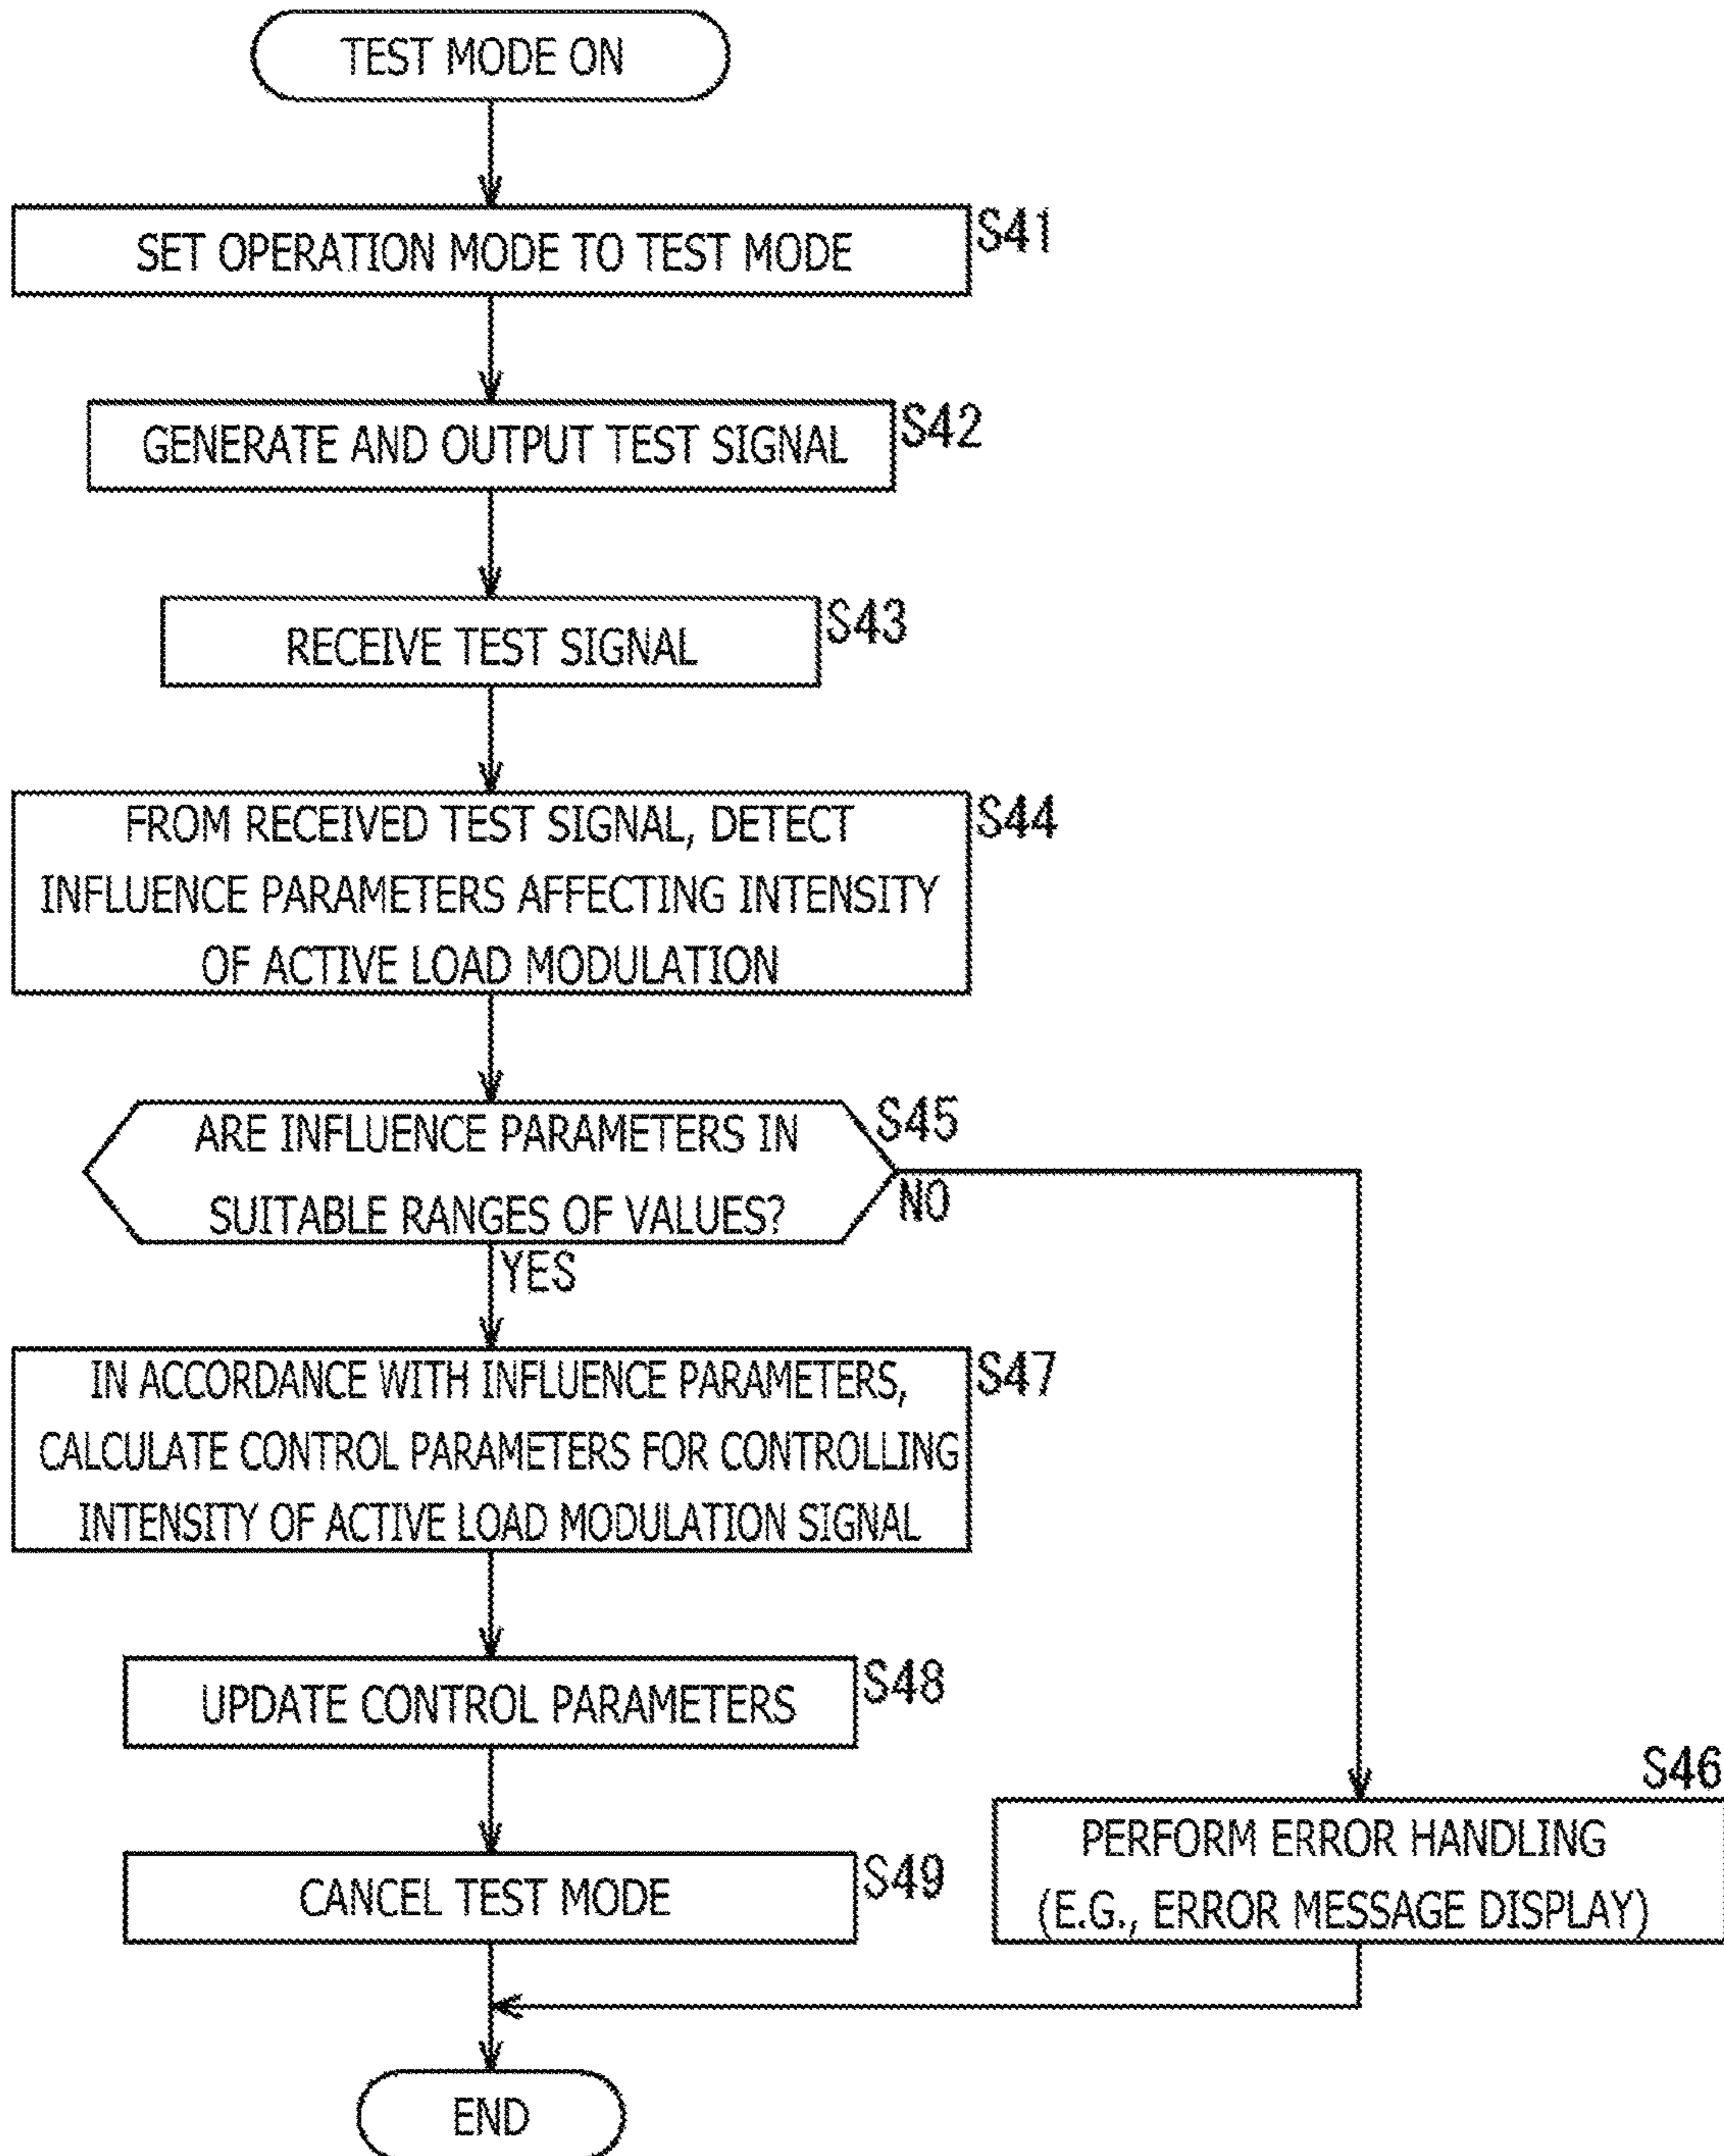 TEST MODE ON
SET OPERATION MODE TO TEST MODE
S41
GENERATE AND OUTPUT TEST SIGNAL
S42
RECEIVE TEST SIGNAL
S43
FROM RECEIVED TEST SIGNAL, DETECT
INFLUENCE PARAMETERS AFFECTING INTENSITY
OF ACTIVE LOAD MODULATION
S44
ARE INFLUENCE PARAMETERS IN
SUITABLE RANGES OF VALUES?
S45
NO
YES
IN ACCORDANCE WITH INFLUENCE PARAMETERS,
CALCULATE CONTROL PARAMETERS FOR CONTROLLING
INTENSITY OF ACTIVE LOAD MODULATION SIGNAL
S47
UPDATE CONTROL PARAMETERS
S48
S46
PERFORM ERROR HANDLING
(E.G., ERROR MESSAGE DISPLAY)
CANCEL TEST MODE
S49
END